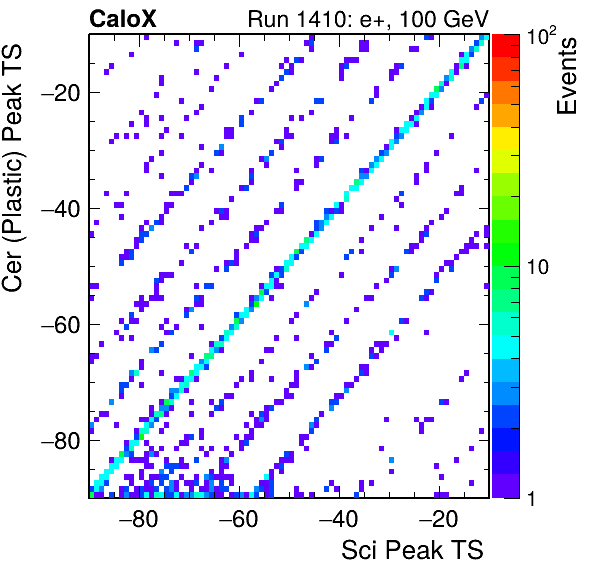 CaloX Run 1410: e+, 100 GeV
Cer (Plastic) Peak TS
−20
−40
−60
−80
−80 −60 −40 −20
Sci Peak TS
10²
10
1
Events